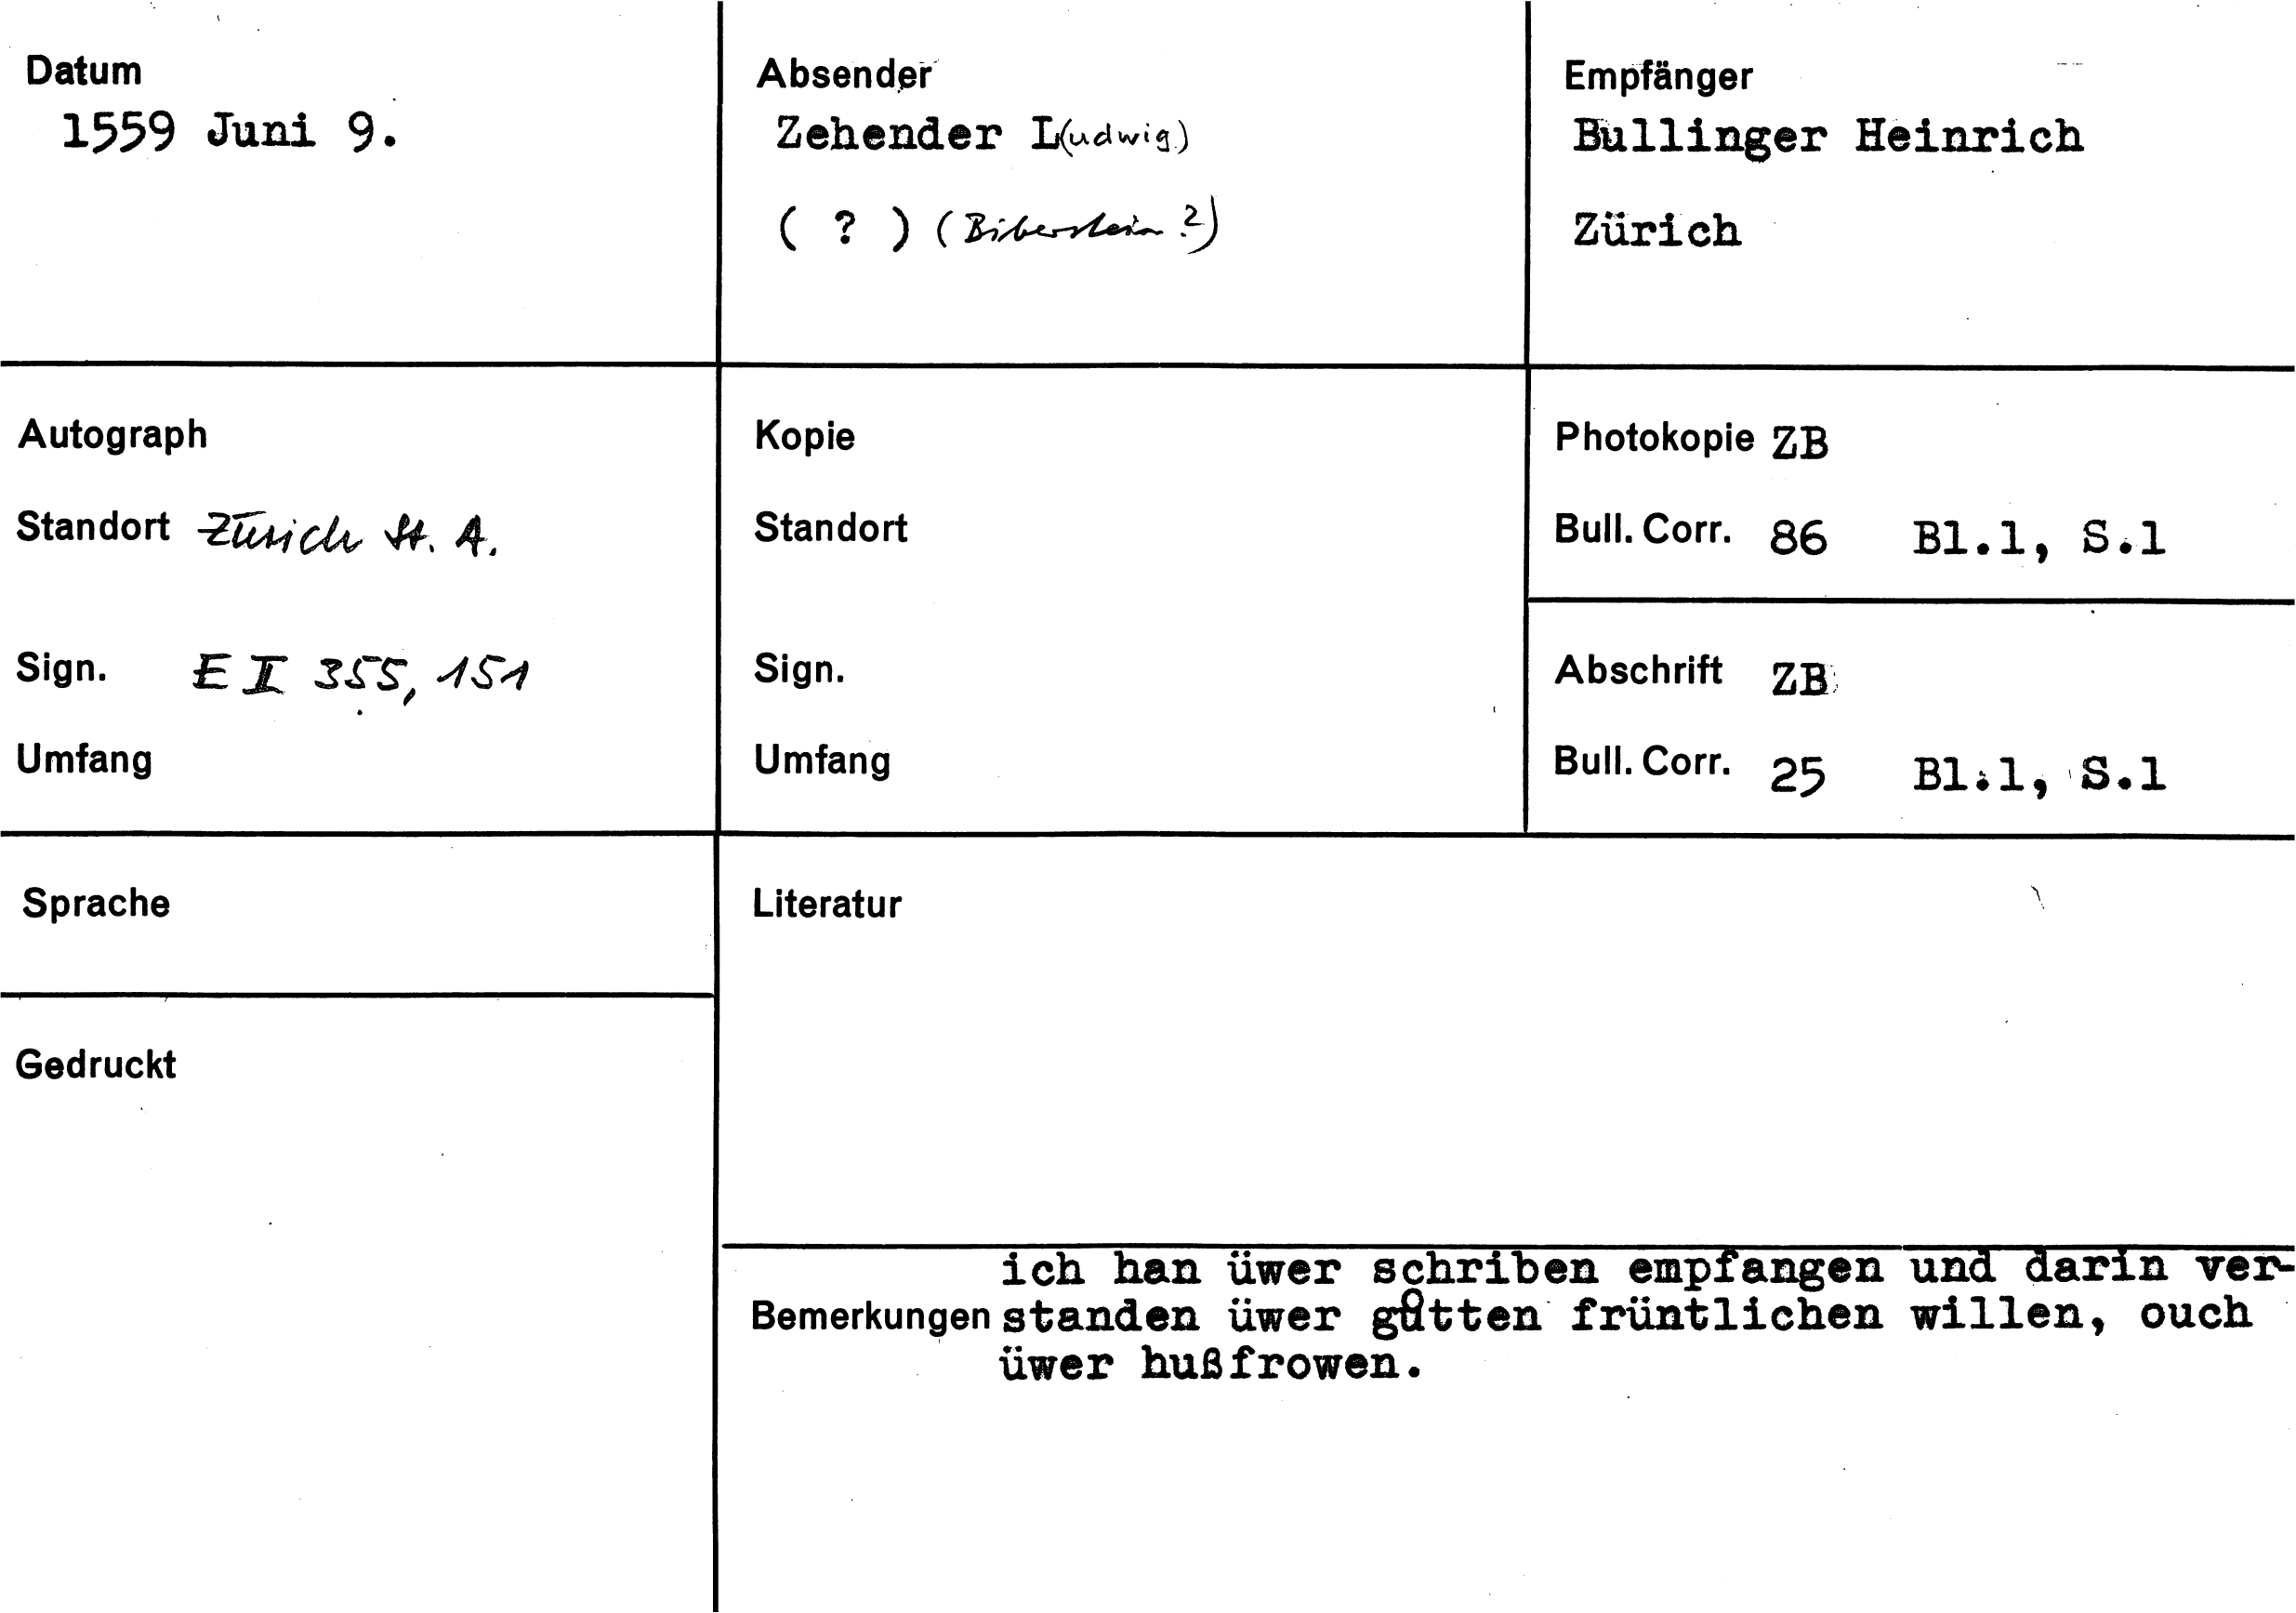 Datum
1559 Juni 9.
Absender
Zehender L(udwig)
( ? ) (Biberstein?)
Empfänger
Bullinger Heinrich
Zürich
Autograph
Standort Zürich St. A.
Sign. E II 355, 151
Umfang
Kopie
Standort
Sign.
Umfang
Photokopie ZB
Bull. Corr. 86 Bl.1, S.1
Abschrift ZB
Bull. Corr. 25 Bl.1, S.1
Sprache
Gedruckt
Literatur
ich han üwer schriben empfangen und darin ver-
Bemerkungen standen üwer gůtten früntlichen willen, ouch
üwer hußfrowen.